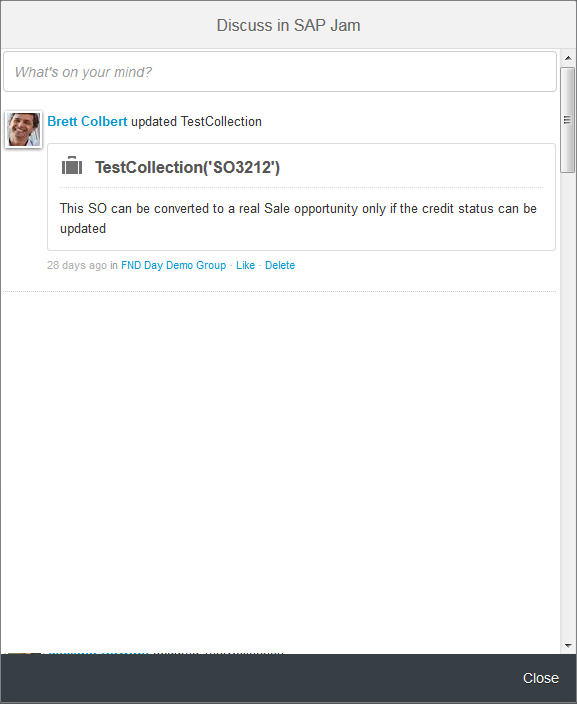 Discuss in SAP Jam
What's on your mind?
Brett Colbert updated TestCollection
TestCollection('SO3212')
This SO can be converted to a real Sale opportunity only if the credit status can be
updated
28 days ago in FND Day Demo Group · Like · Delete
Close